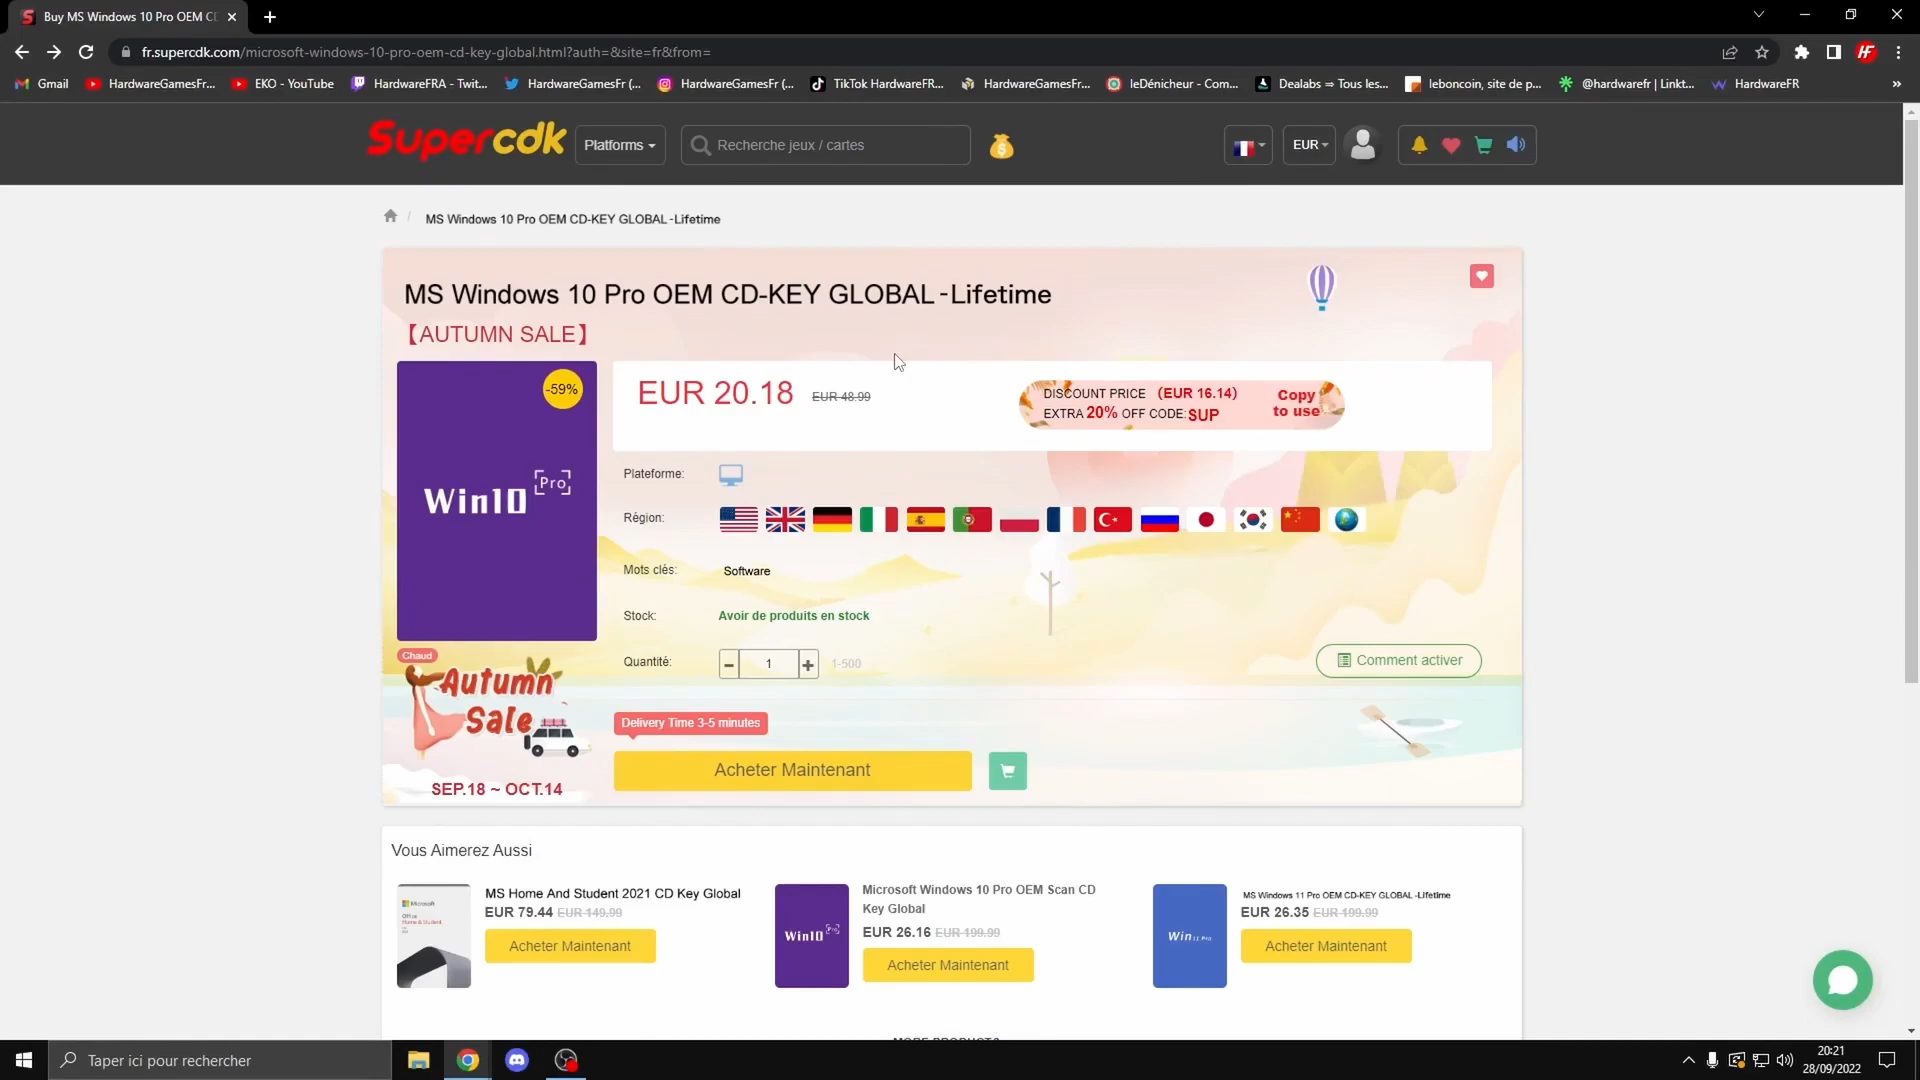 Buy MS Windows 10 Pro OEM CD
fr.supercdk.com/microsoft-windows-10-pro-oem-cd-key-global.html?auth=&site=fr&from=
Gmail HardwareGamesFr... EKO - YouTube HardwareFRA - Twit... HardwareGamesFr (... HardwareGamesFr (... TikTok HardwareFR... HardwareGamesFr... leDénicheur - Com... Dealabs ⇒ Tous les... leboncoin, site de p... @hardwarefr | Linkt... HardwareFR »
Supercdk Platforms Recherche jeux / cartes EUR
/ MS Windows 10 Pro OEM CD-KEY GLOBAL -Lifetime
MS Windows 10 Pro OEM CD-KEY GLOBAL -Lifetime
【AUTUMN SALE】
-59%
Win10 [Pro]
EUR 20.18 EUR 48.99
DISCOUNT PRICE (EUR 16.14)
EXTRA 20% OFF CODE:SUP
Copy
to use
Plateforme:
Région:
Mots clés: Software
Stock: Avoir de produits en stock
Quantité: − 1 + 1-500
Comment activer
Chaud
Autumn
Sale
SEP.18 ~ OCT.14
Delivery Time 3-5 minutes
Acheter Maintenant
Vous Aimerez Aussi
Microsoft
Home & Student
MS Home And Student 2021 CD Key Global
EUR 79.44 EUR 149.99
Acheter Maintenant
Win10 [Pro]
Microsoft Windows 10 Pro OEM Scan CD
Key Global
EUR 26.16 EUR 199.99
Acheter Maintenant
Win 11 Pro
MS Windows 11 Pro OEM CD-KEY GLOBAL -Lifetime
EUR 26.35 EUR 199.99
Acheter Maintenant
Taper ici pour rechercher
20:21
28/09/2022